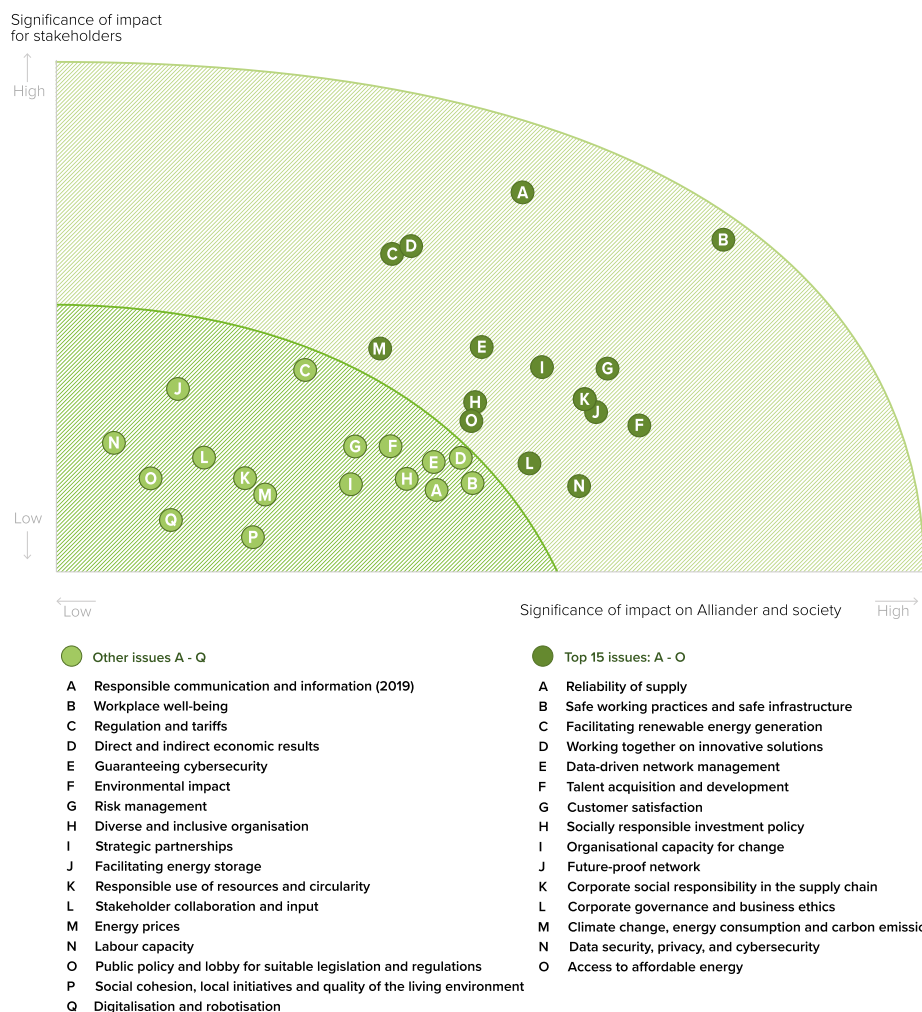 Significance of impact
for stakeholders
High
A
B
D
C
E
M
I
G
C
J
K
H
J
O
F
N
G
F
L
D
E
L
O
K
H
B
I
N
A
M
Q
Low
P
Low
Significance of impact on Alliander and society
High
Other issues A - Q
A Responsible communication and information (2019)
B Workplace well-being
C Regulation and tariffs
D Direct and indirect economic results
E Guaranteeing cybersecurity
F Environmental impact
G Risk management
H Diverse and inclusive organisation
I Strategic partnerships
J Facilitating energy storage
K Responsible use of resources and circularity
L Stakeholder collaboration and input
M Energy prices
N Labour capacity
O Public policy and lobby for suitable legislation and regulations
P Social cohesion, local initiatives and quality of the living environment
Q Digitalisation and robotisation
Top 15 issues: A - O
A Reliability of supply
B Safe working practices and safe infrastructure
C Facilitating renewable energy generation
D Working together on innovative solutions
E Data-driven network management
F Talent acquisition and development
G Customer satisfaction
H Socially responsible investment policy
I Organisational capacity for change
J Future-proof network
K Corporate social responsibility in the supply chain
L Corporate governance and business ethics
M Climate change, energy consumption and carbon
N Data security, privacy, and cybersecurity
O Access to affordable energy